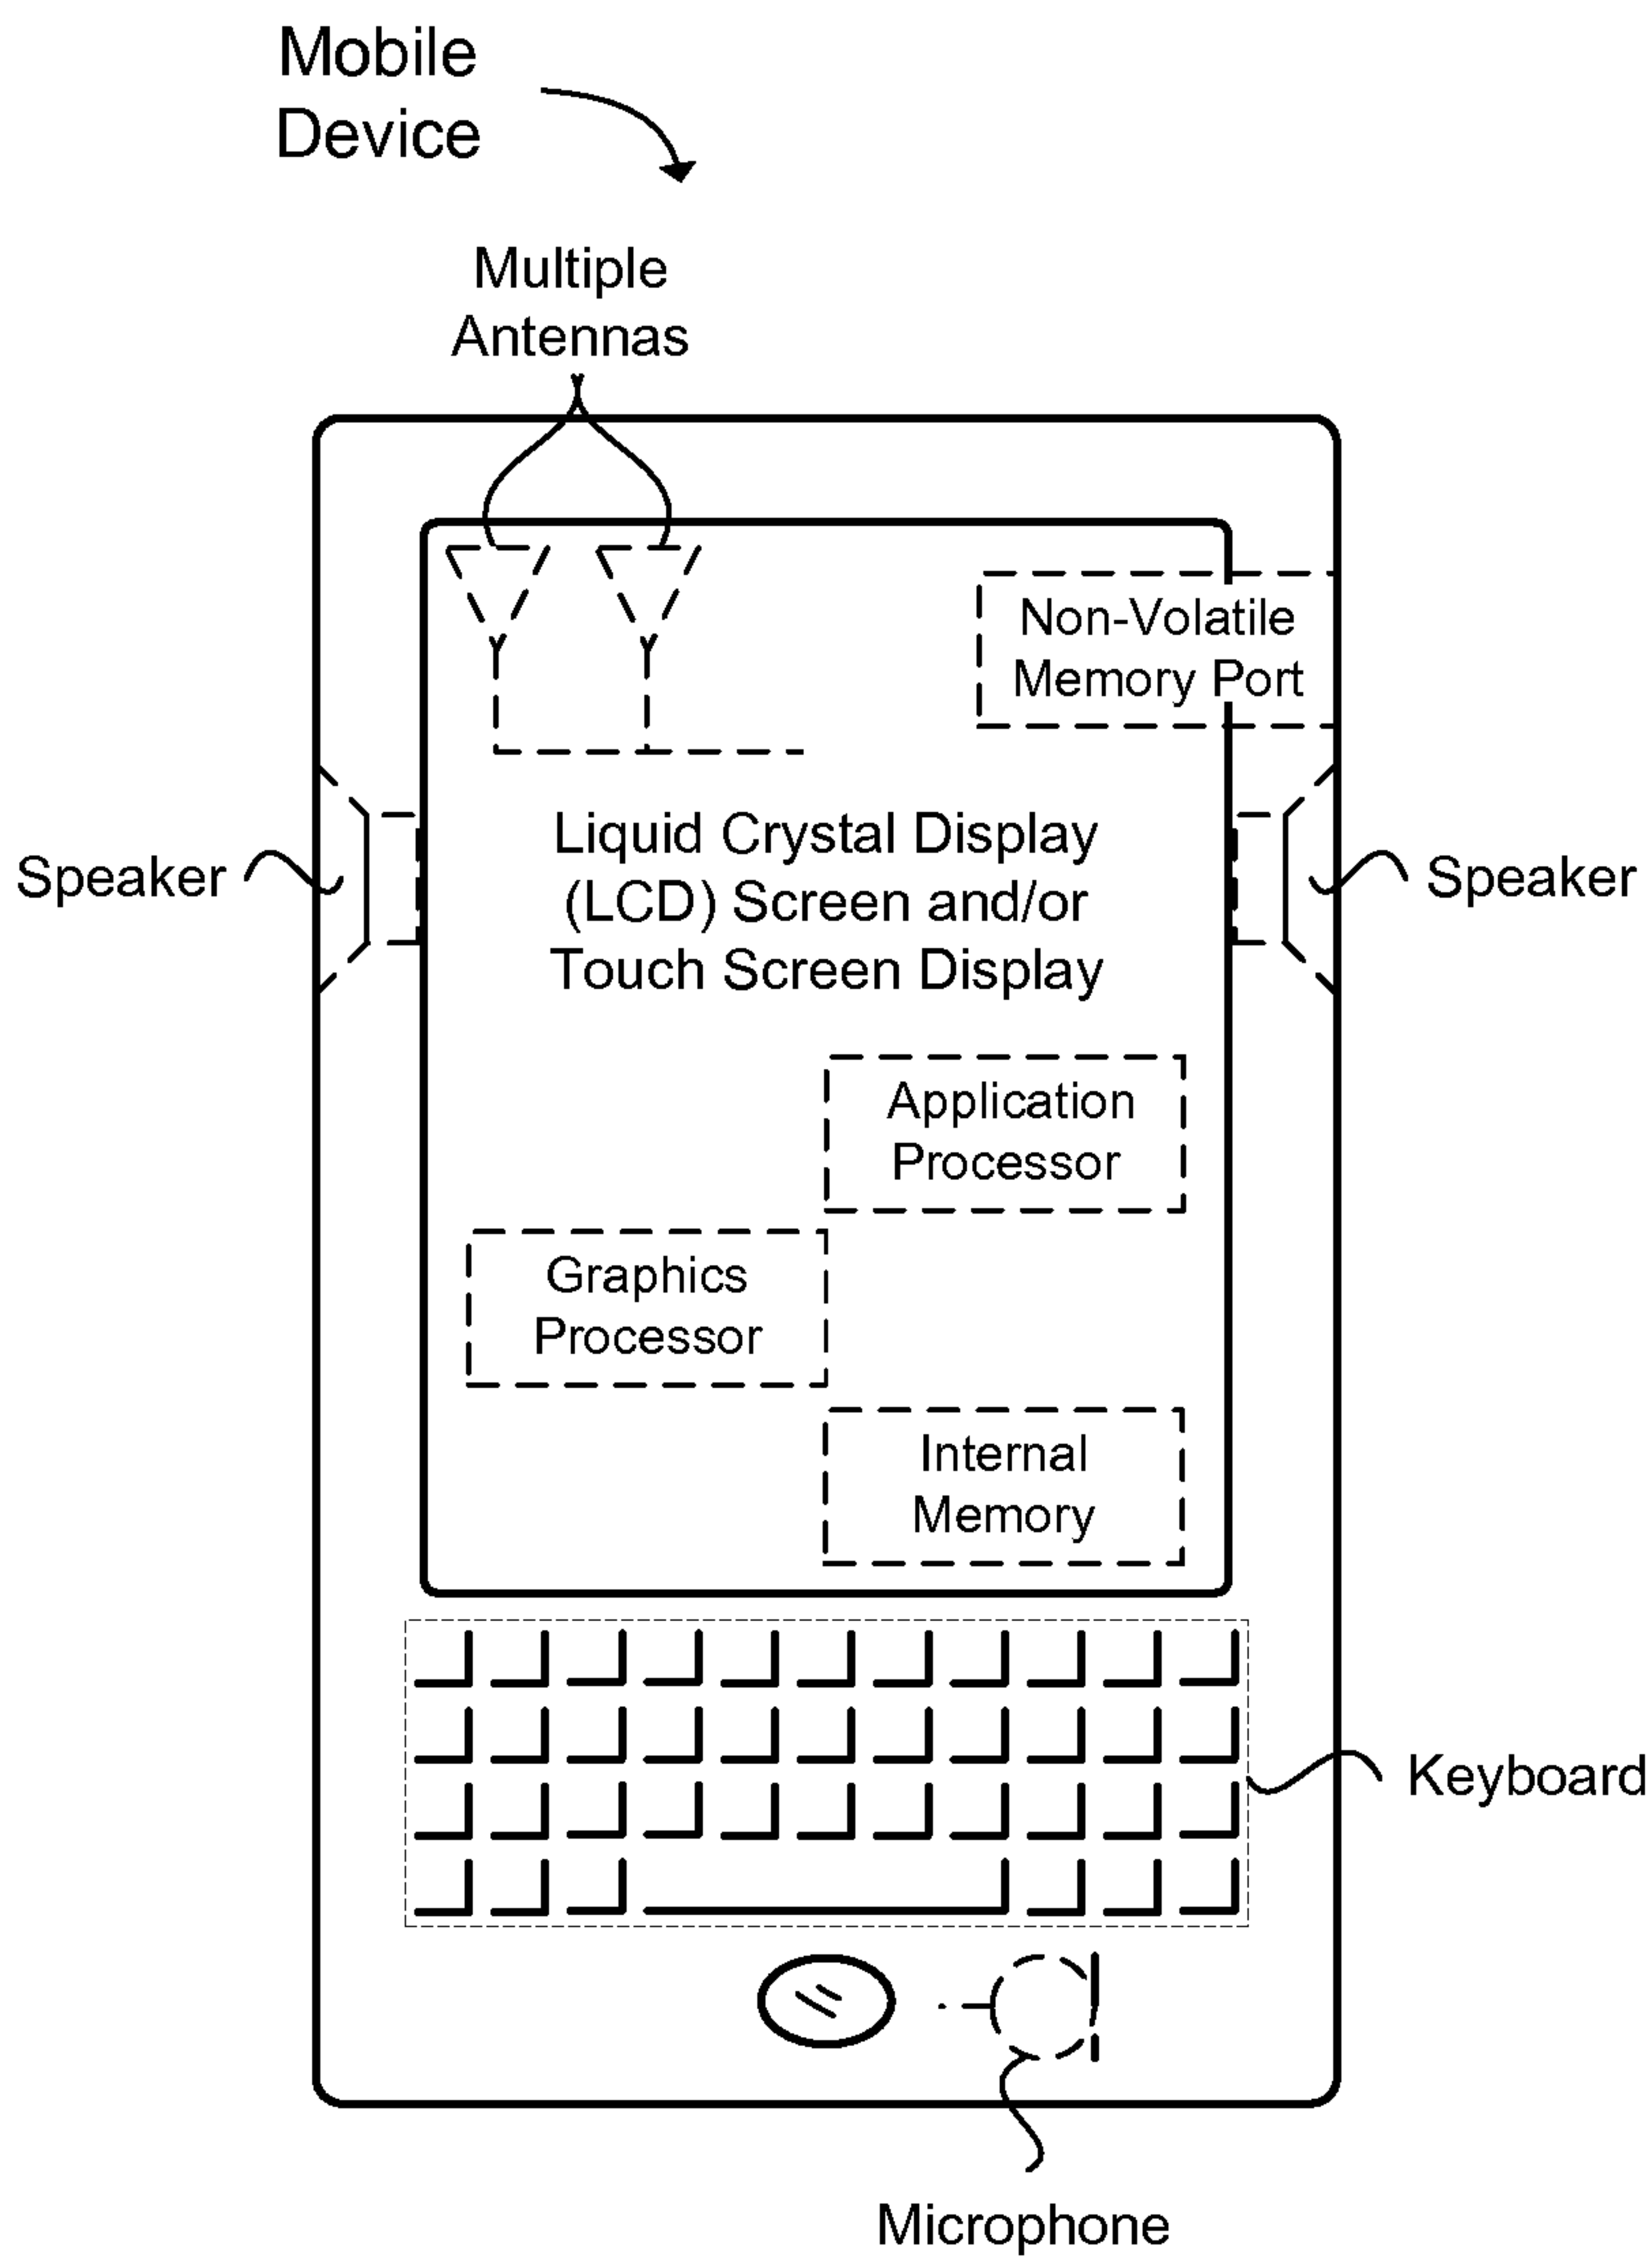 Mobile
Device
Multiple
Antennas
Non-Volatile
Memory Port
Liquid Crystal Display
(LCD) Screen and/or
Touch Screen Display
Speaker
Speaker
Application
Processor
Graphics
Processor
Internal
Memory
Keyboard
Microphone